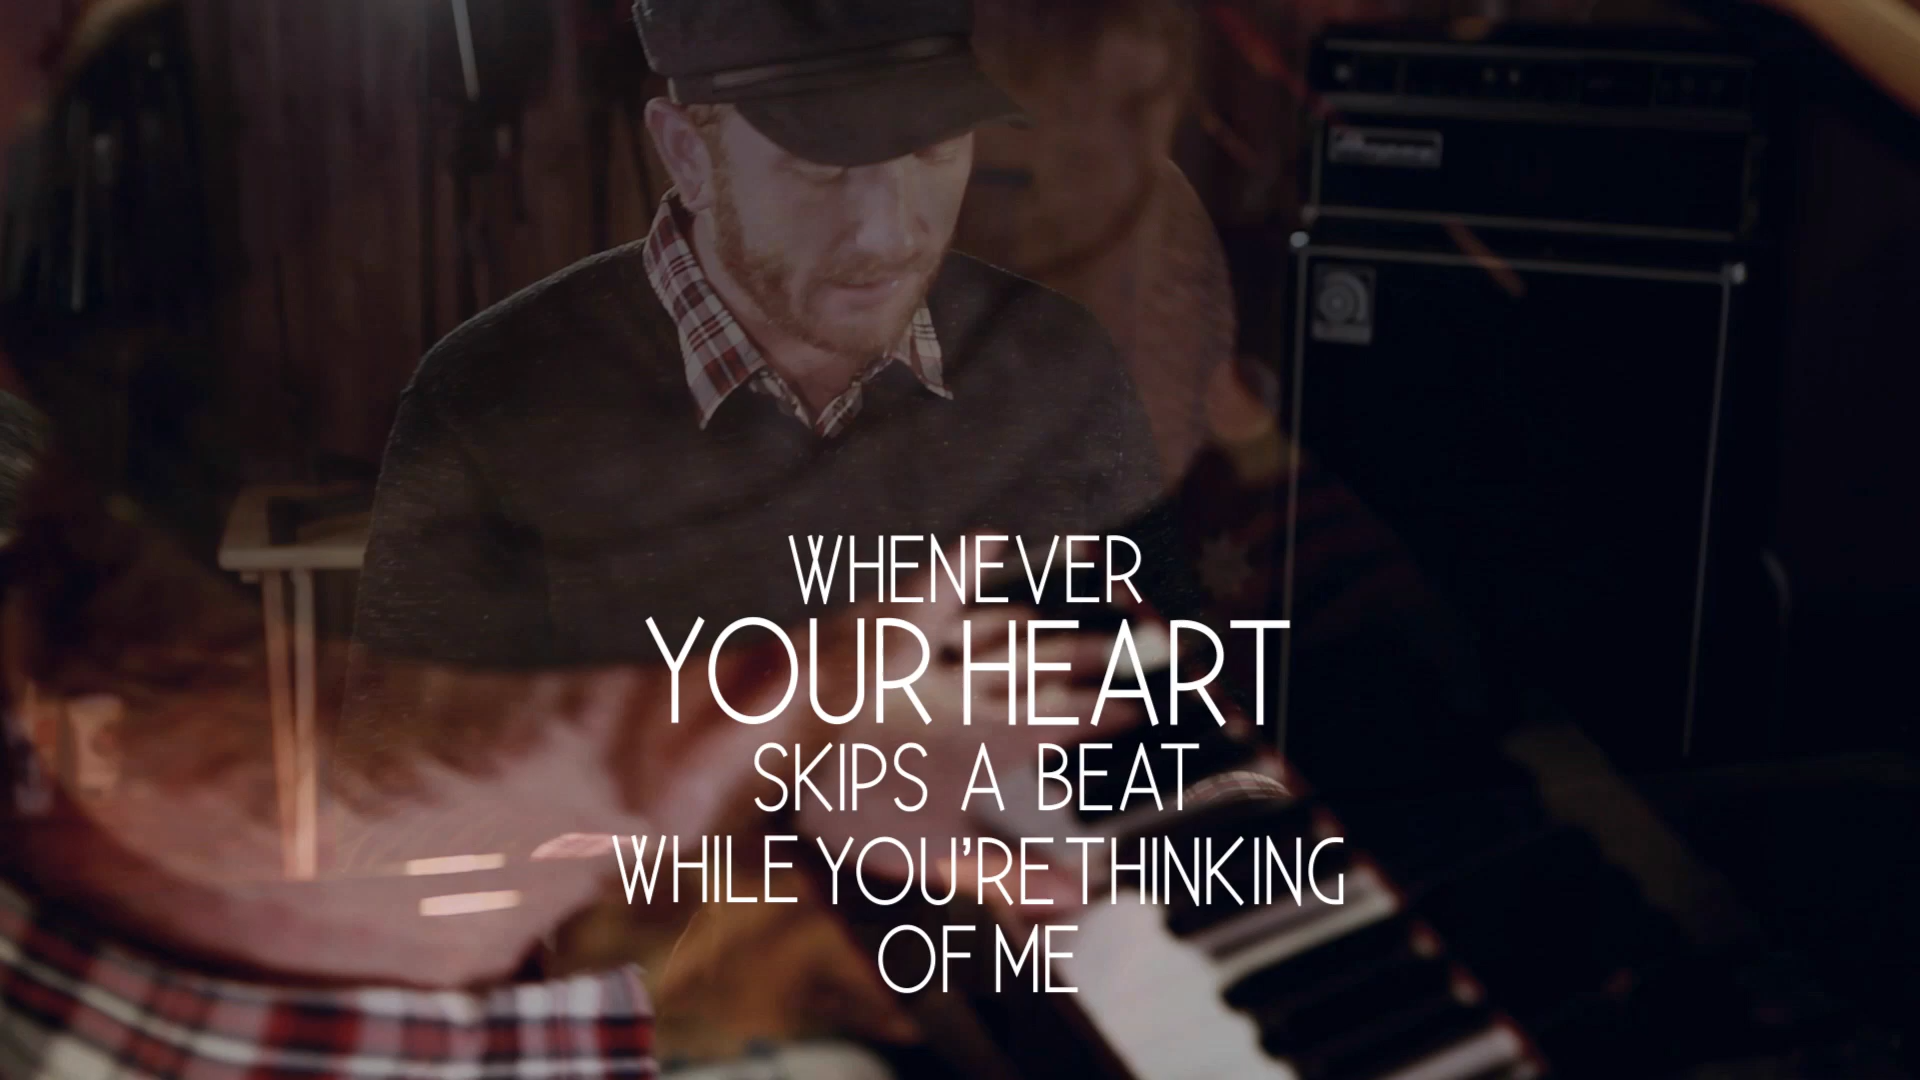 WHENEVER
YOUR HEART
SKIPS A BEAT
WHILE YOU'RE THINKING
OF ME